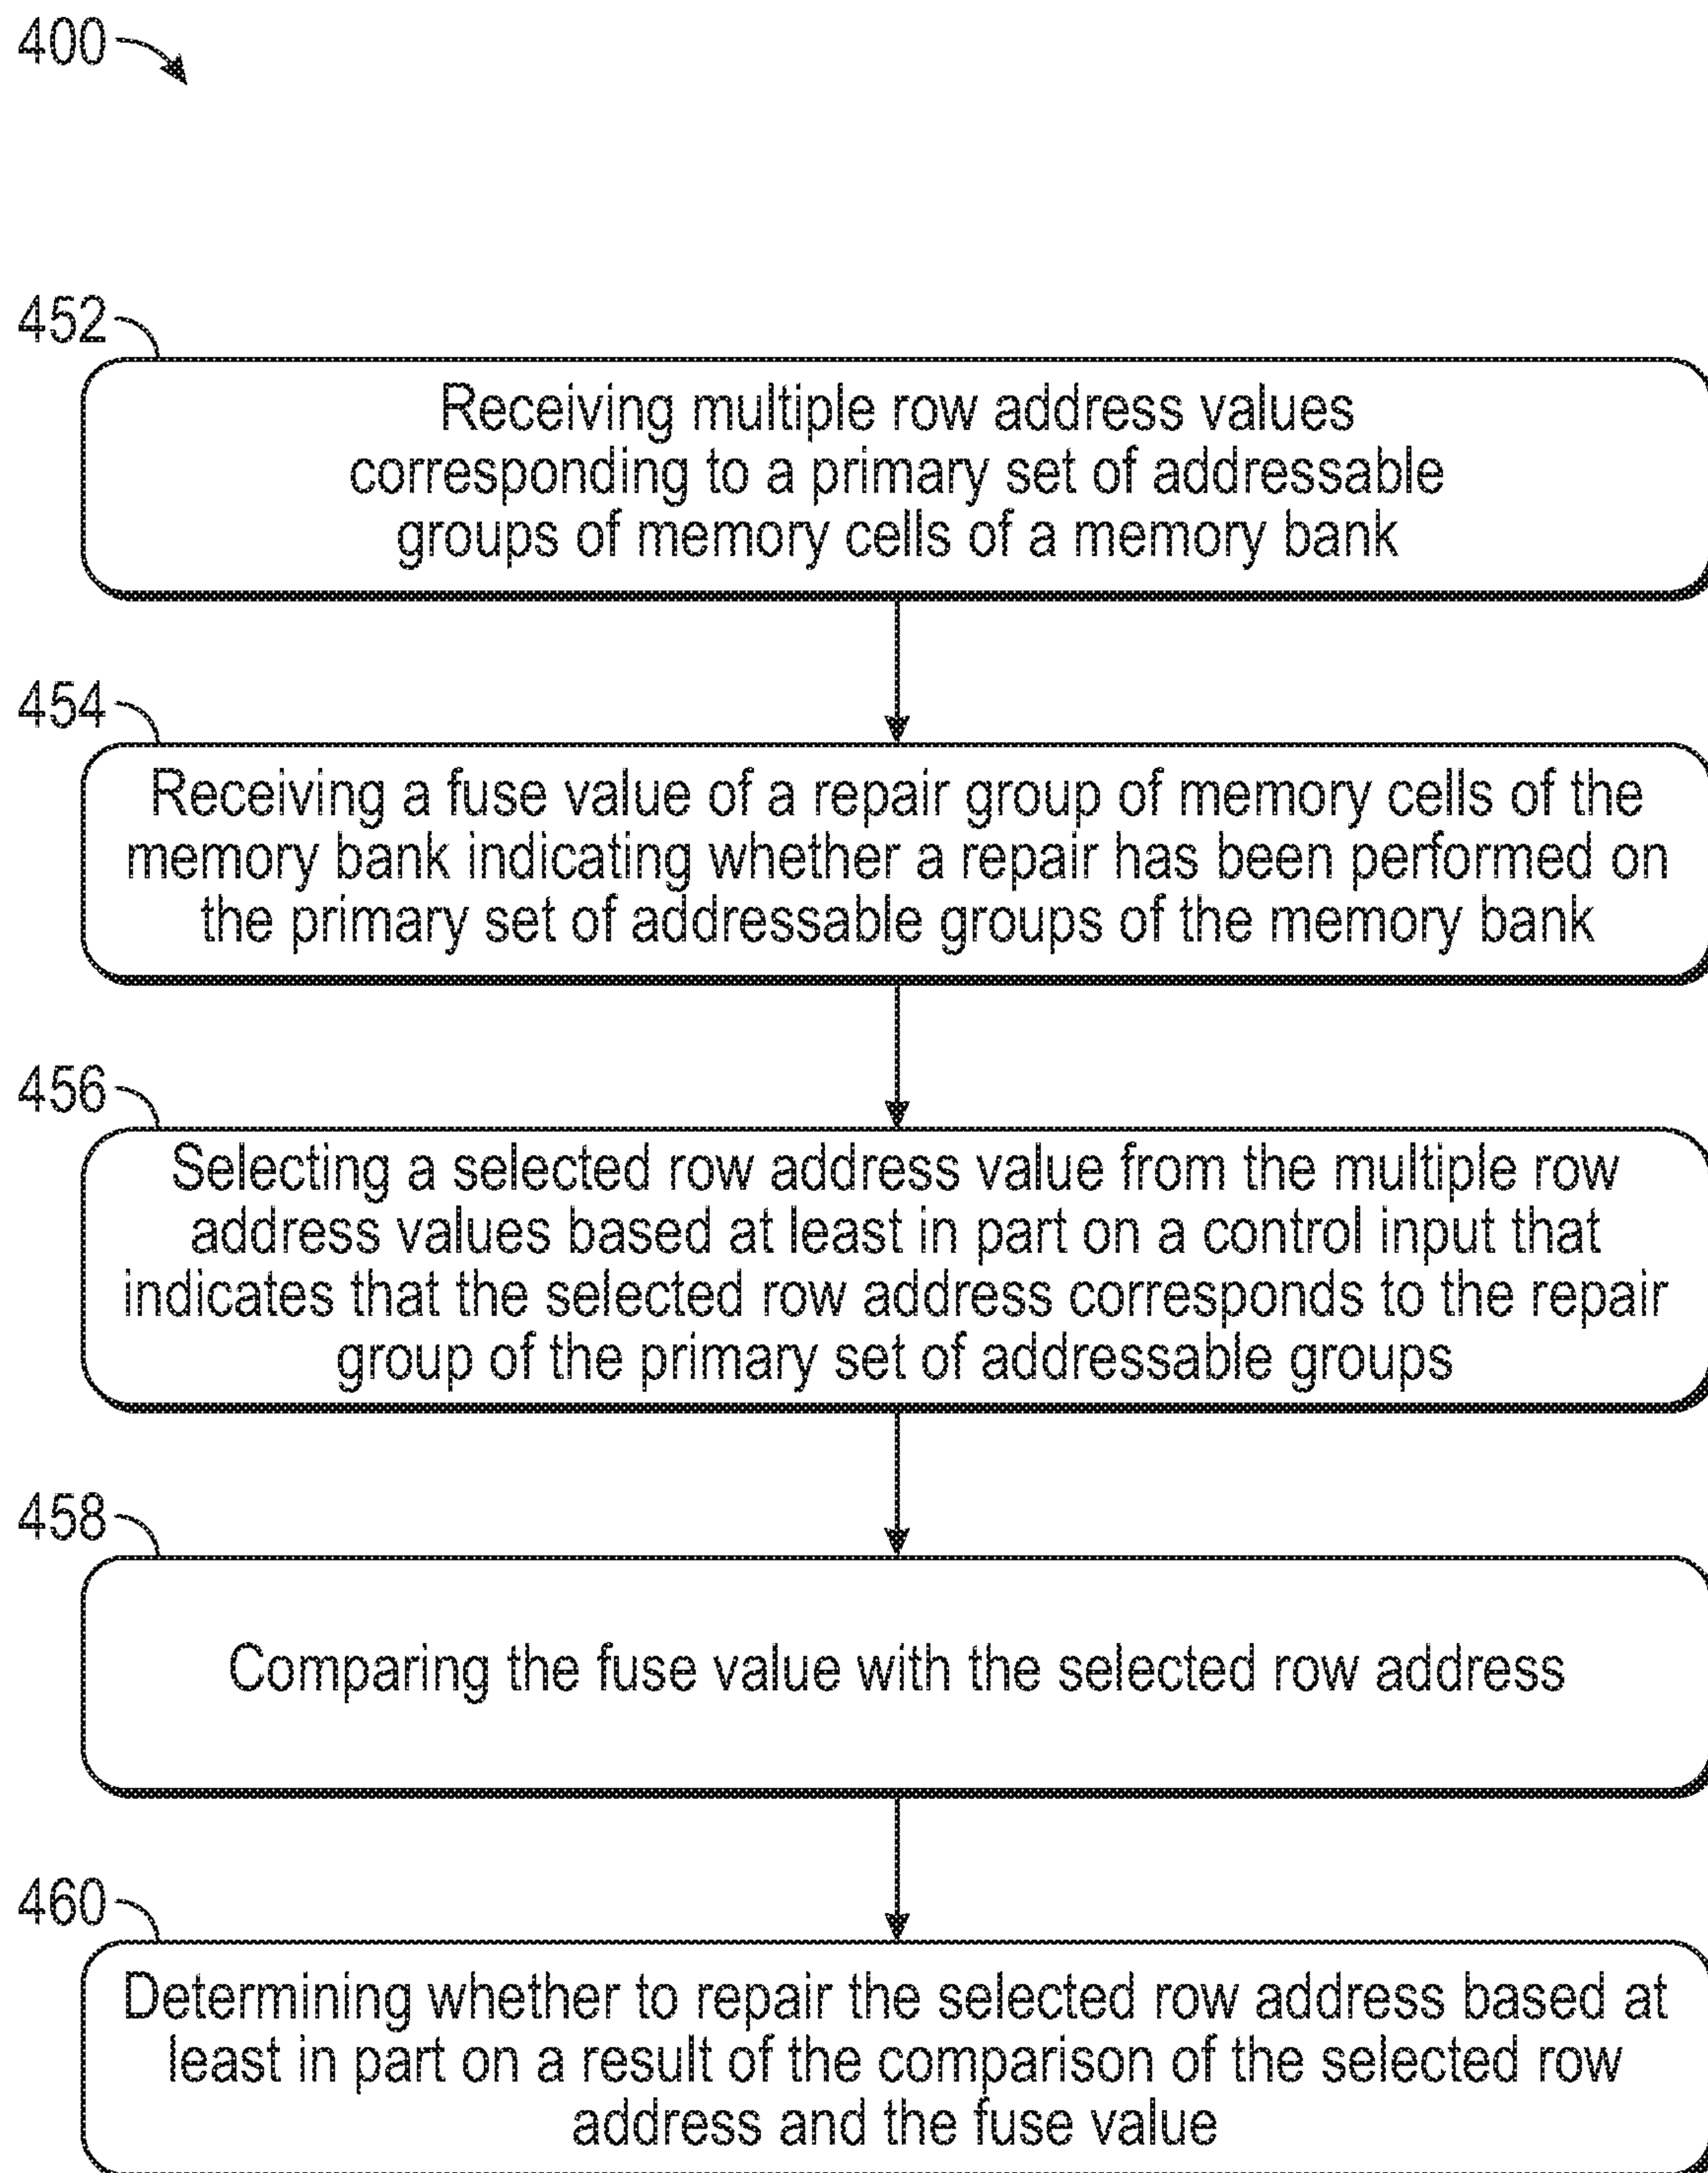 400
452
Receiving multiple row address values
corresponding to a primary set of addressable
groups of memory cells of a memory bank
454
Receiving a fuse value of a repair group of memory cells of the
memory bank indicating whether a repair has been performed on
the primary set of addressable groups of the memory bank
456
Selecting a selected row address value from the multiple row
address values based at least in part on a control input that
indicates that the selected row address corresponds to the repair
group of the primary set of addressable groups
458
Comparing the fuse value with the selected row address
460
Determining whether to repair the selected row address based at
least in part on a result of the comparison of the selected row
address and the fuse value